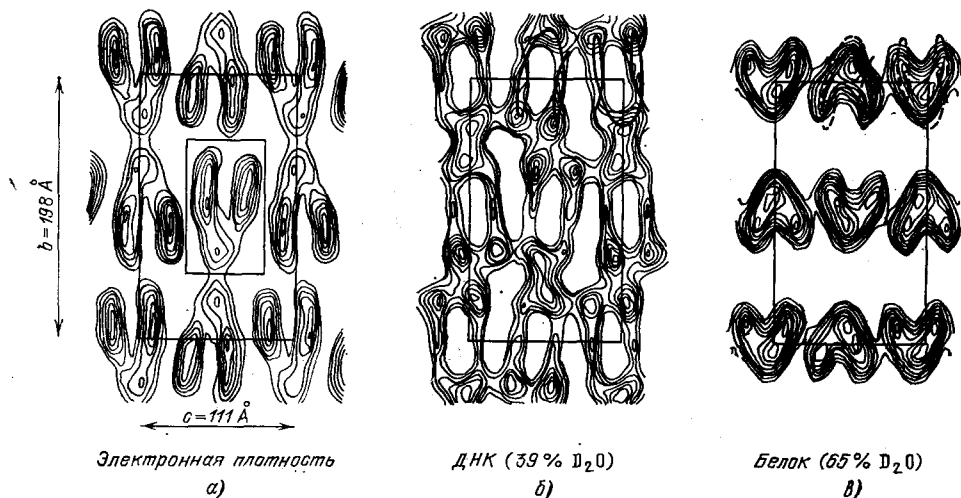 b=198 Å
c=111 Å
Электронная плотность
а)
ДНК (39% D₂O)
б)
Белок (65% D₂O)
в)